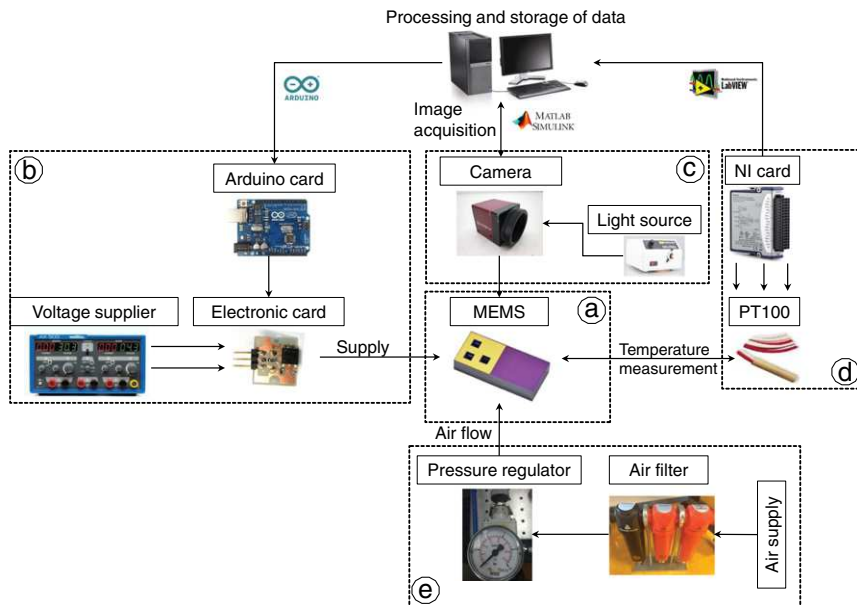 Processing and storage of data
ARDUINO
Image
acquisition
MATLAB
SIMULINK
LabVIEW
b
Arduino card
c
Camera
Light source
NI card
Voltage supplier
Electronic card
a
MEMS
PT100
Supply
Temperature
measurement
d
Air flow
Pressure regulator
Air filter
Air supply
e